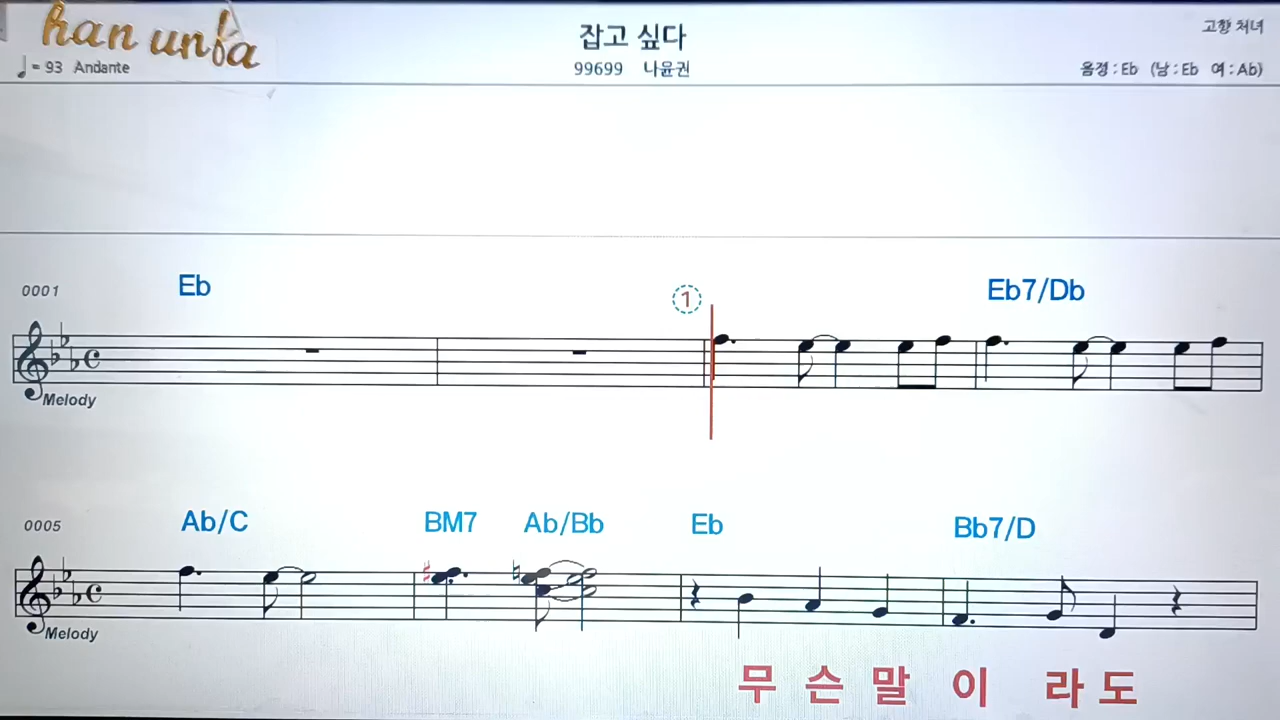 han unfa
잡고 싶다
고향 처녀
♩ = 93 Andante
99699 나윤권
음정 : Eb (남 : Eb 여 : Ab)
0001 Eb ① Eb7/Db
Melody
0005 Ab/C BM7 Ab/Bb Eb Bb7/D
Melody
무 슨 말 이 라 도